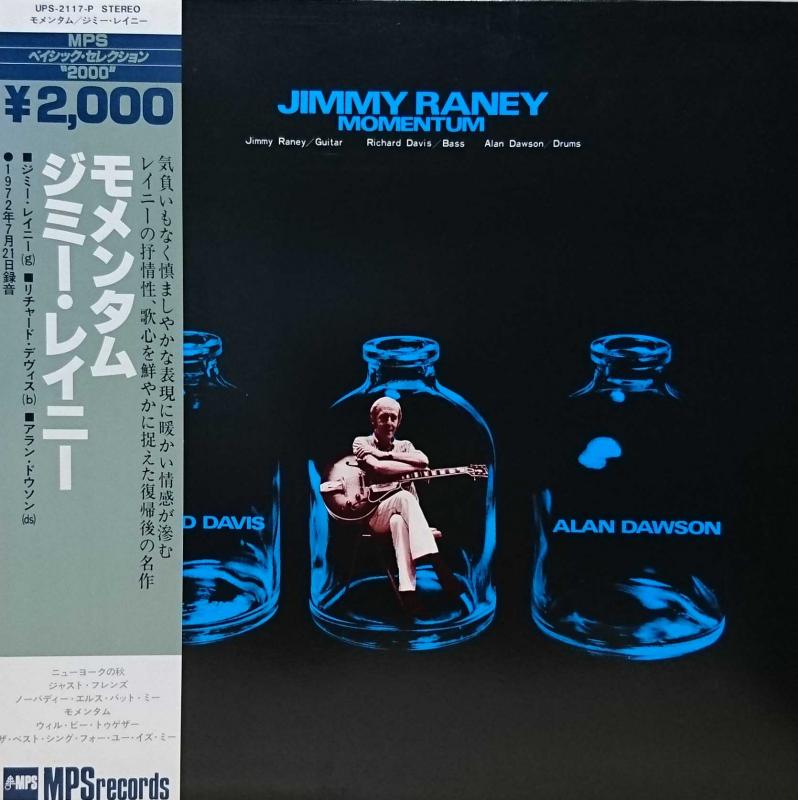 UPS-2117-P STEREO
モメンタム/ジミー・レイニー
MPS
ベイシック・セレクション
"2000"
¥2,000
モメンタム
ジミー・レイニー
気負いもなく慎ましやかな表現に暖かい情感が滲む
レイニーの抒情性、歌心を鮮やかに捉えた復帰後の名作
■ジミー・レイニー(g) ■リチャード・デヴィス(b) ■アラン・ドウソン(ds)
●1972年7月21日録音
ニューヨークの秋
ジャスト・フレンズ
ノーバディー・エルス・バット・ミー
モメンタム
ウィル・ビー・トゥゲザー
ザ・ベスト・シング・フォー・ユー・イズ・ミー
MPS
MPSrecords
JIMMY RANEY
MOMENTUM
Jimmy Raney/Guitar Richard Davis/Bass Alan Dawson/Drums
D DAVIS
ALAN DAWSON